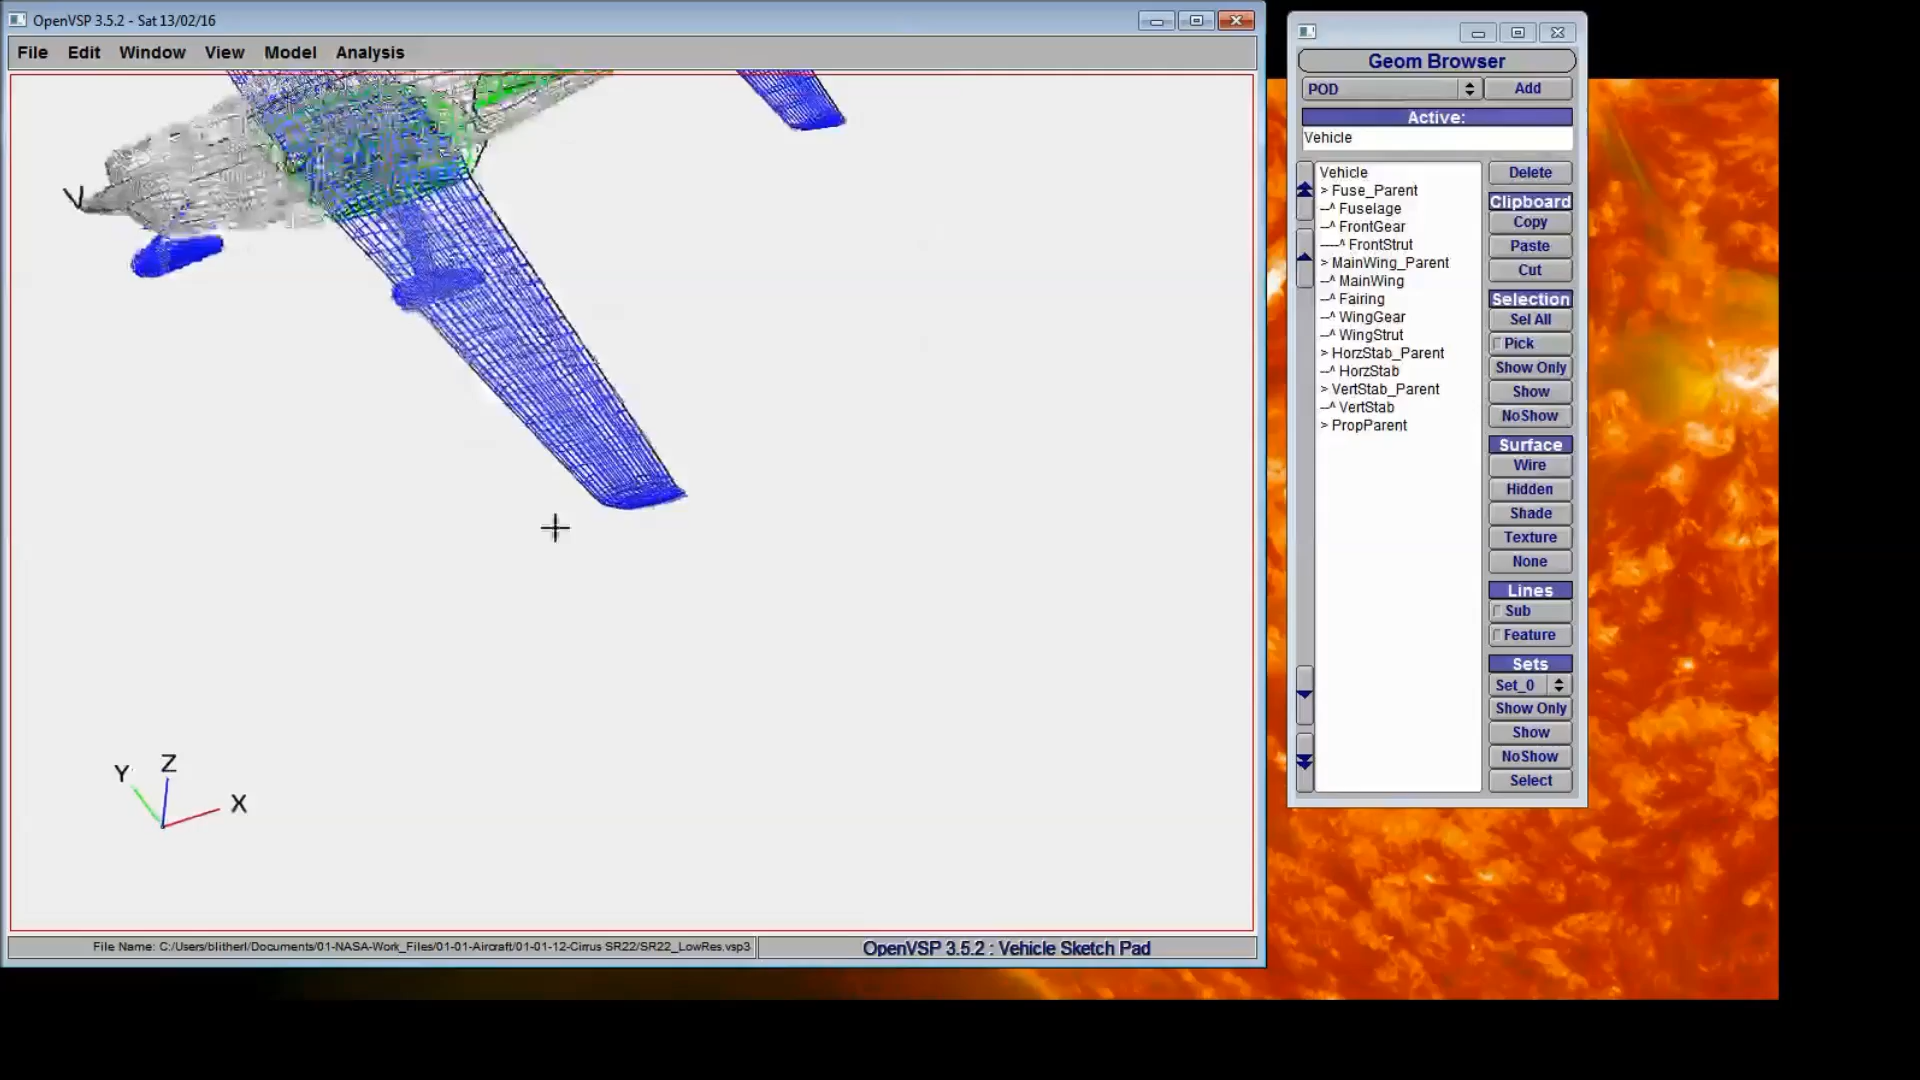 OpenVSP 3.5.2 - Sat 13/02/16
File Edit Window View Model Analysis
Y Z X
File Name: C:/Users/blitherl/Documents/01-NASA-Work_Files/01-01-Aircraft/01-01-12-Cirrus SR22/SR22_LowRes.vsp3
OpenVSP 3.5.2 : Vehicle Sketch Pad
Geom Browser
POD Add
Active:
Vehicle
Vehicle
> Fuse_Parent
--^ Fuselage
--^ FrontGear
----^ FrontStrut
> MainWing_Parent
--^ MainWing
--^ Fairing
--^ WingGear
--^ WingStrut
> HorzStab_Parent
--^ HorzStab
> VertStab_Parent
--^ VertStab
> PropParent
Delete
Clipboard
Copy
Paste
Cut
Selection
Sel All
Pick
Show Only
Show
NoShow
Surface
Wire
Hidden
Shade
Texture
None
Lines
Sub
Feature
Sets
Set_0
Show Only
Show
NoShow
Select